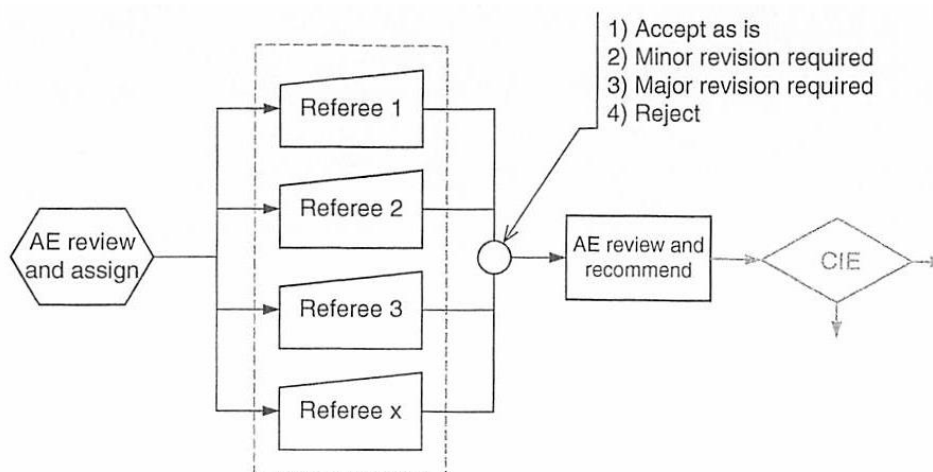 1) Accept as is
2) Minor revision required
3) Major revision required
4) Reject
Referee 1
Referee 2
AE review
and assign
AE review and
recommend
CIE
Referee 3
Referee x